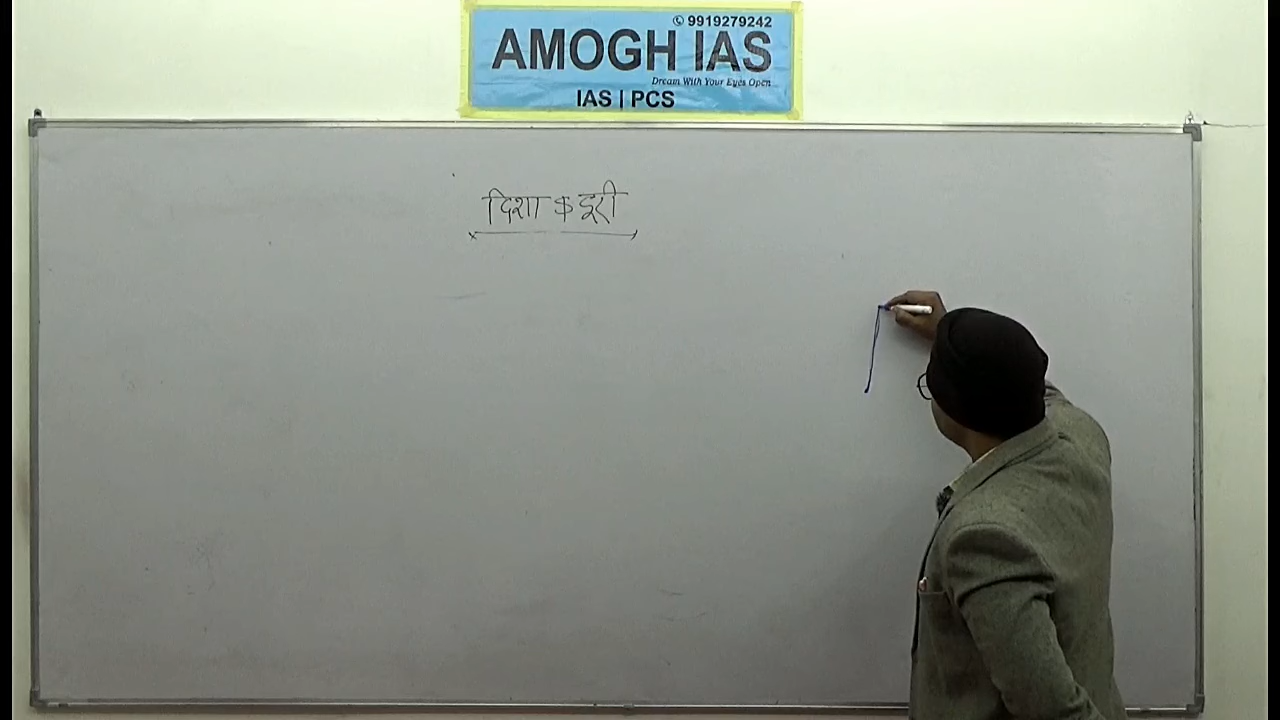 9919279242
AMOGH IAS
Dream With Your Eyes Open
IAS | PCS
दिशा & दूरी